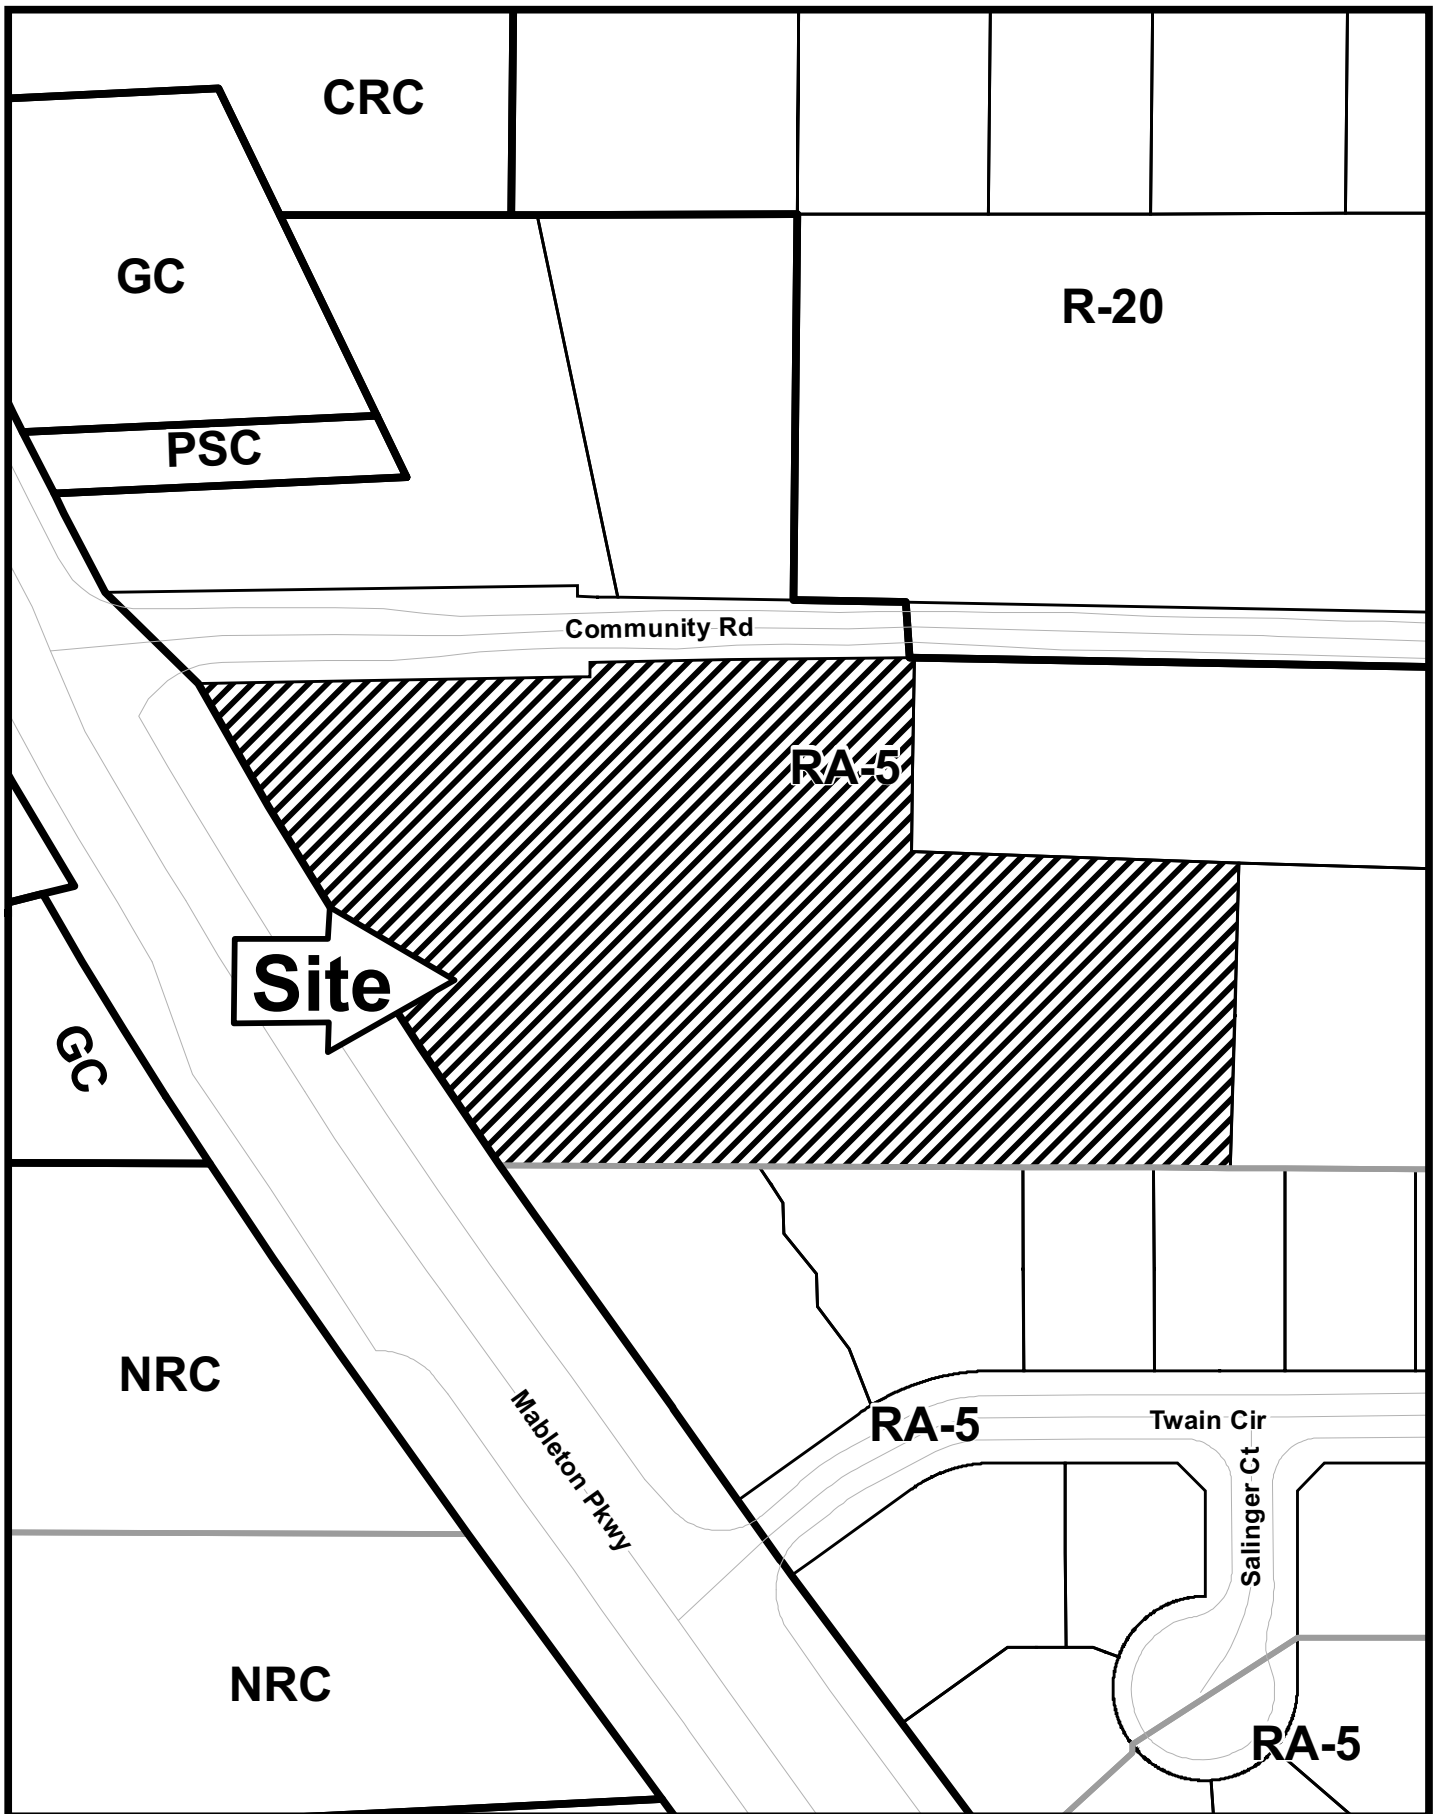 CRC
GC
R-20
PSC
Community Rd
RA-5
Site
GC
NRC
Mableton Pkwy
RA-5
Twain Cir
Salinger Ct
NRC
RA-5